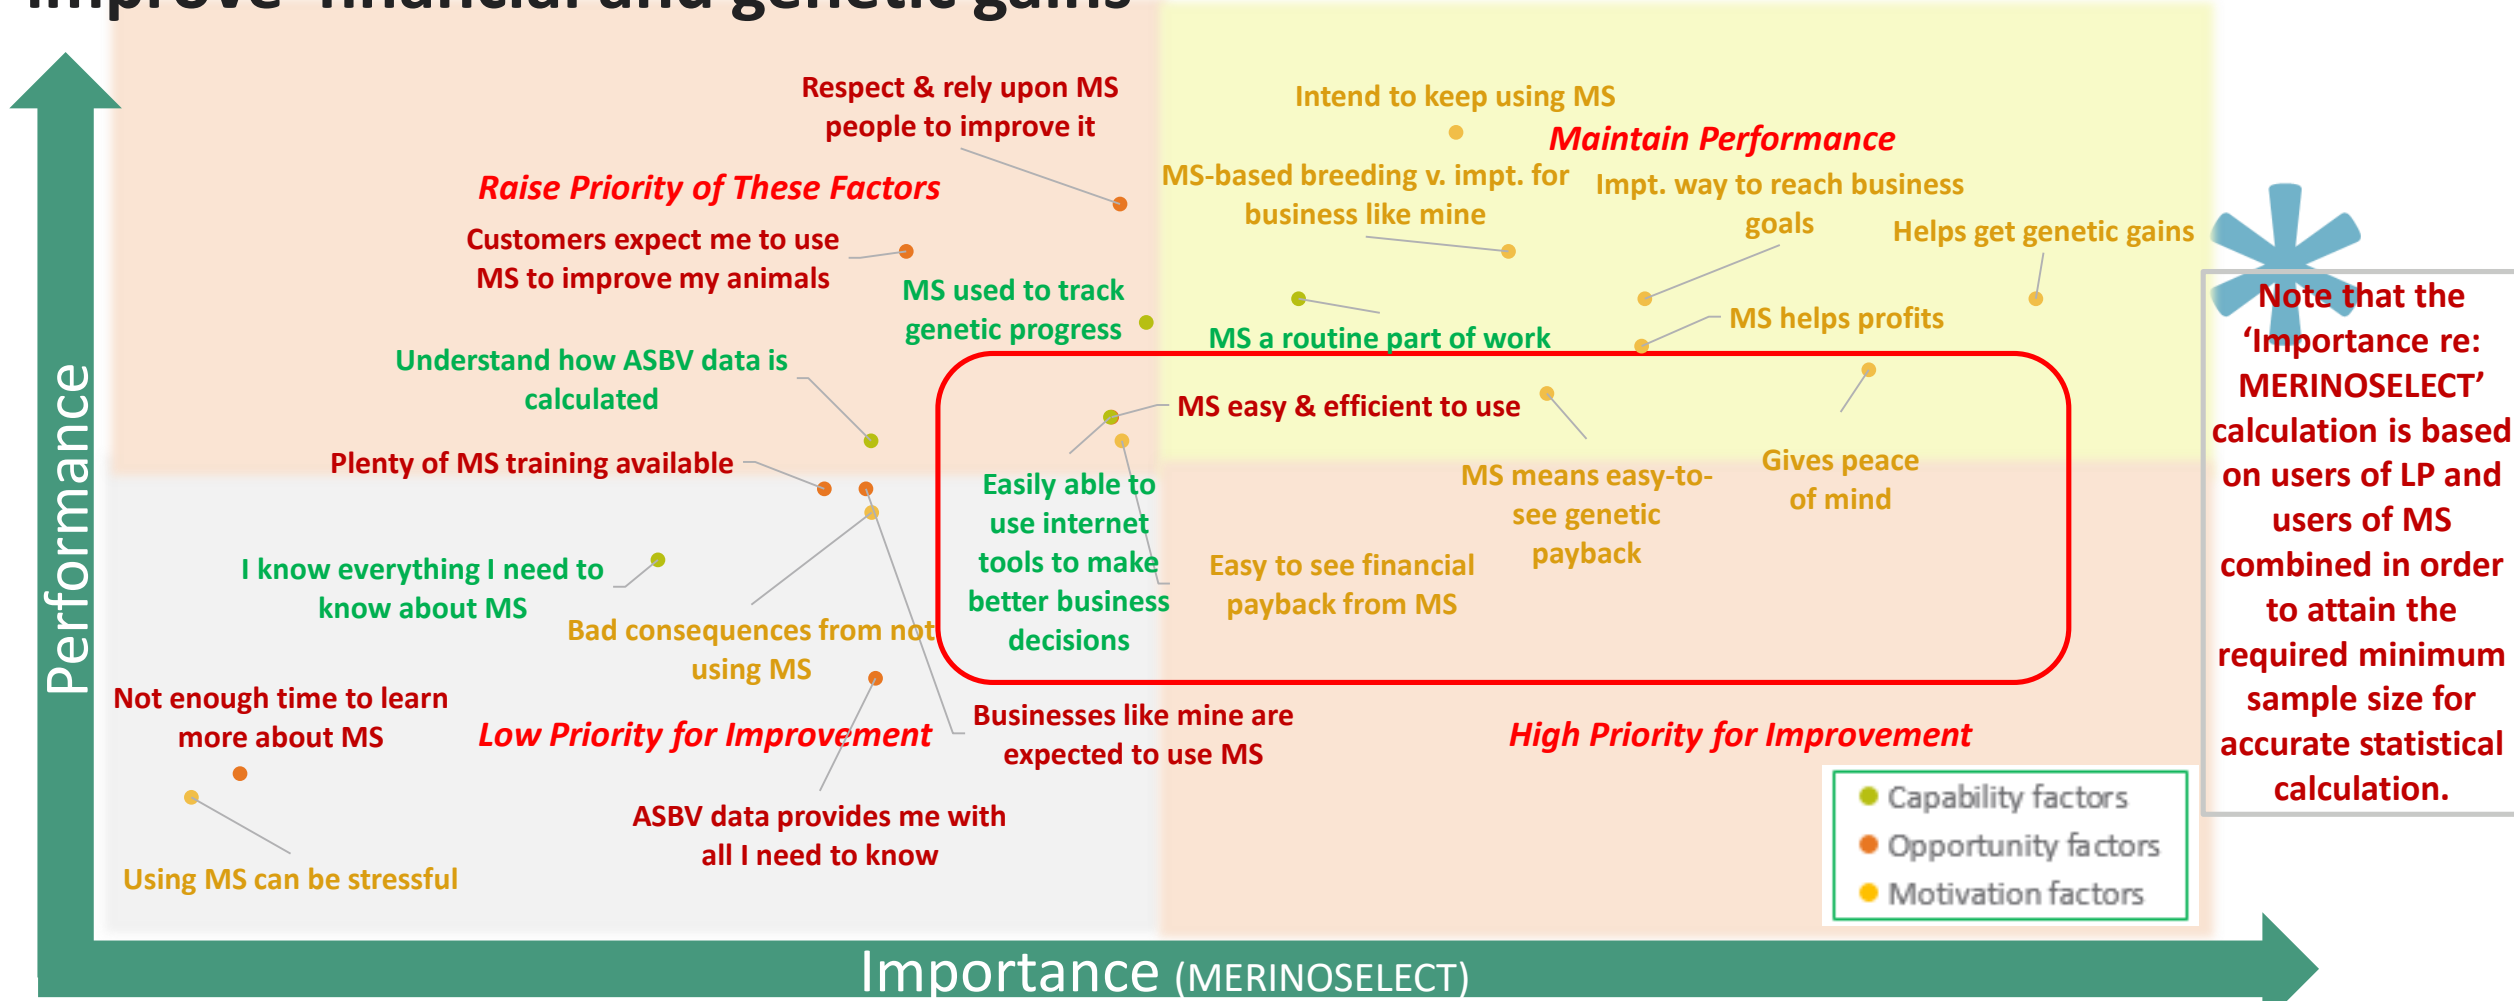 improve financial and genetic gains
Respect & rely upon MS
people to improve it
Intend to keep using MS
Maintain Performance
Raise Priority of These Factors
MS-based breeding v. impt. for
business like mine
Impt. way to reach business
goals
Helps get genetic gains
Customers expect me to use
MS to improve my animals
MS used to track
genetic progress
MS a routine part of work
MS helps profits
Understand how ASBV data is
calculated
MS easy & efficient to use
Plenty of MS training available
Easily able to
use internet
tools to make
better business
decisions
MS means easy-to-
see genetic
payback
Gives peace
of mind
I know everything I need to
know about MS
Easy to see financial
payback from MS
Bad consequences from not
using MS
Not enough time to learn
more about MS
Low Priority for Improvement
Businesses like mine are
expected to use MS
High Priority for Improvement
ASBV data provides me with
all I need to know
Using MS can be stressful
Capability factors
Opportunity factors
Motivation factors
Performance
Importance (MERINOSELECT)
Note that the
‘Importance re:
MERINOSELECT’
calculation is based
on users of LP and
users of MS
combined in order
to attain the
required minimum
sample size for
accurate statistical
calculation.